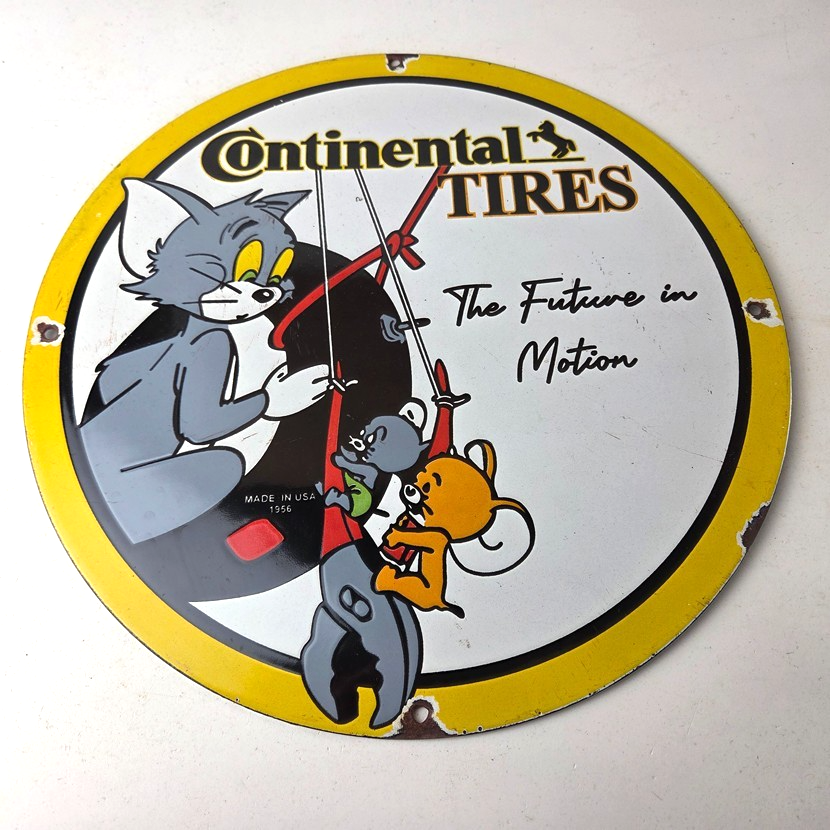 Continental
TIRES
The Future in
Motion
MADE IN USA
1956